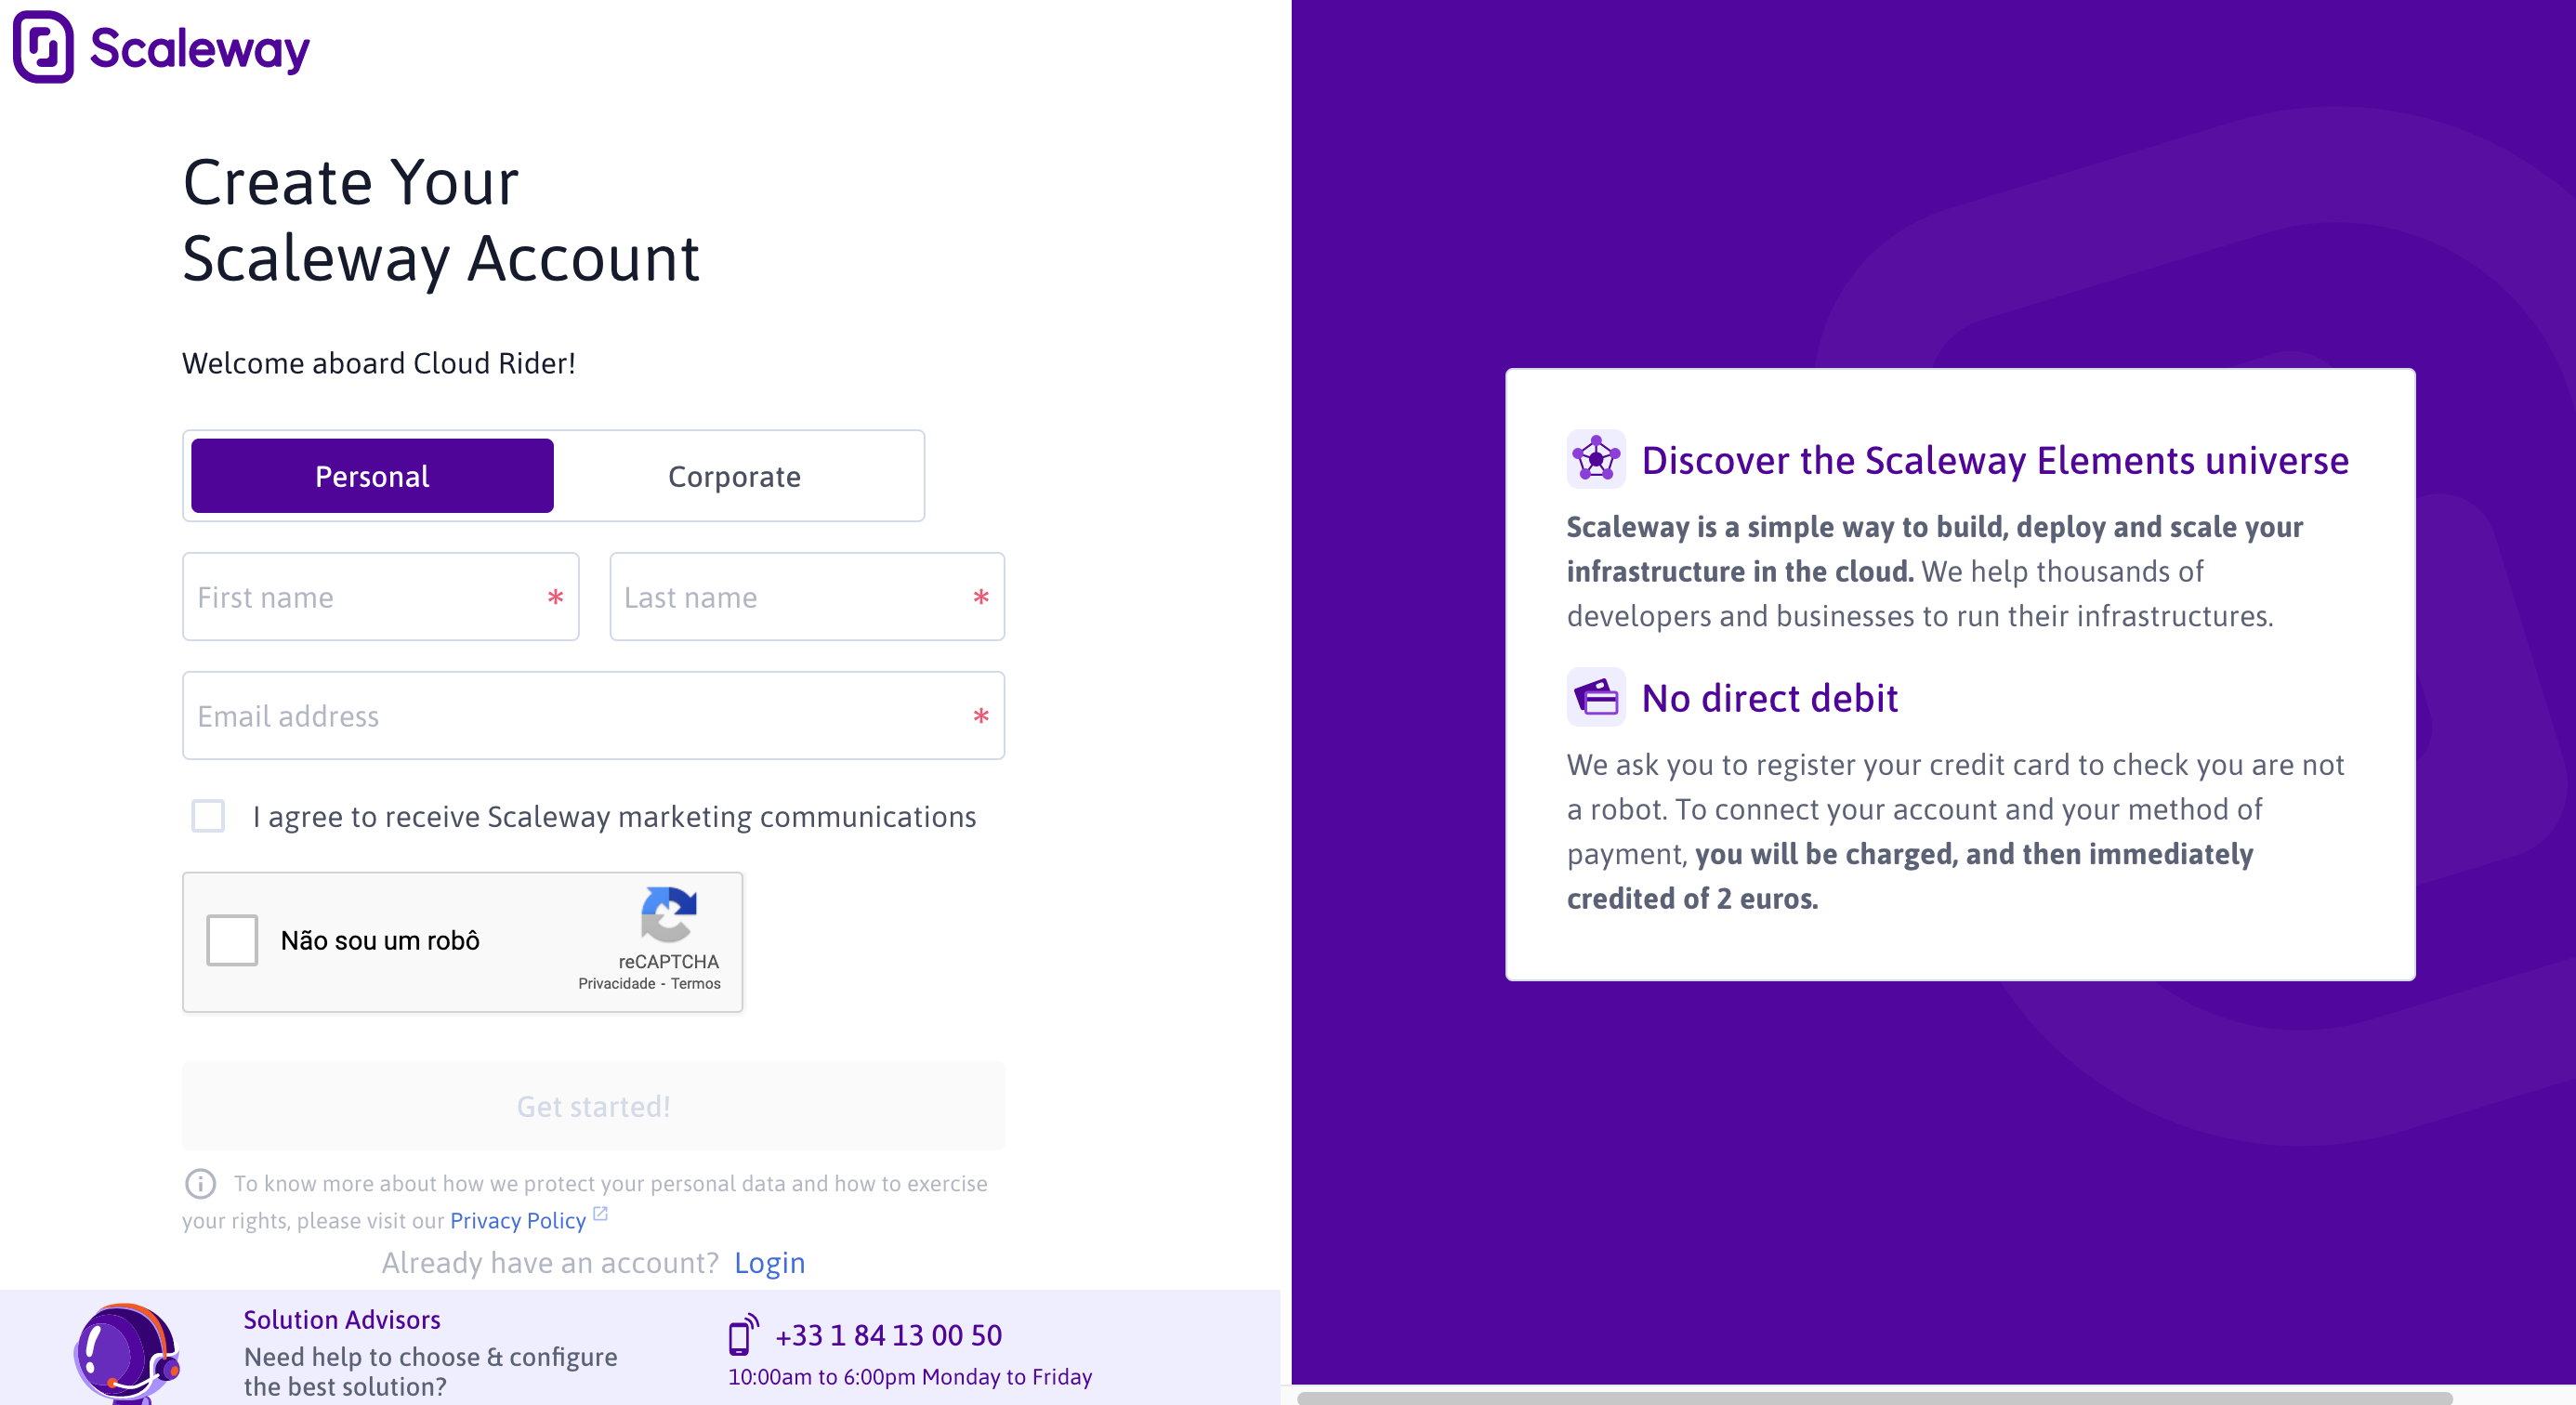 Scaleway
Create Your
Scaleway Account
Welcome aboard Cloud Rider!
Personal
Corporate
First name *
Last name *
Email address *
I agree to receive Scaleway marketing communications
Não sou um robô
reCAPTCHA
Privacidade - Termos
Get started!
To know more about how we protect your personal data and how to exercise
your rights, please visit our Privacy Policy
Already have an account? Login
Solution Advisors
Need help to choose & configure
the best solution?
+33 1 84 13 00 50
10:00am to 6:00pm Monday to Friday
Discover the Scaleway Elements universe
Scaleway is a simple way to build, deploy and scale your
infrastructure in the cloud. We help thousands of
developers and businesses to run their infrastructures.
No direct debit
We ask you to register your credit card to check you are not
a robot. To connect your account and your method of
payment, you will be charged, and then immediately
credited of 2 euros.